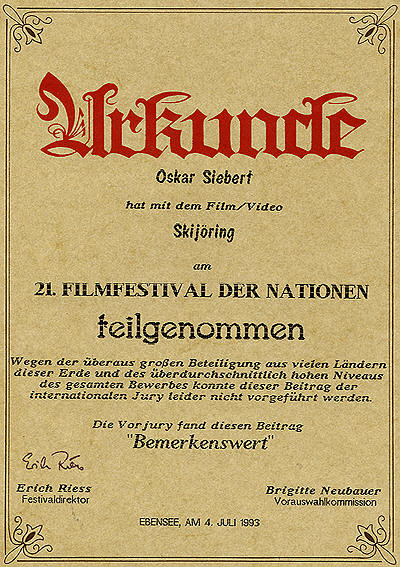 Urkunde
Oskar Siebert
hat mit dem Film/Video
Skijöring
am
21. FILMFESTIVAL DER NATIONEN
teilgenommen
Wegen der überaus großen Beteiligung aus vielen Ländern
dieser Erde und des überdurchschnittlich hohen Niveaus
des gesamten Bewerbes konnte dieser Beitrag der
internationalen Jury leider nicht vorgeführt werden.
Die Vorjury fand diesen Beitrag
"Bemerkenswert"
Erich Riess
Erich Riess
Festivaldirektor
Brigitte Neubauer
Vorauswahlkommission
EBENSEE, AM 4. JULI 1993